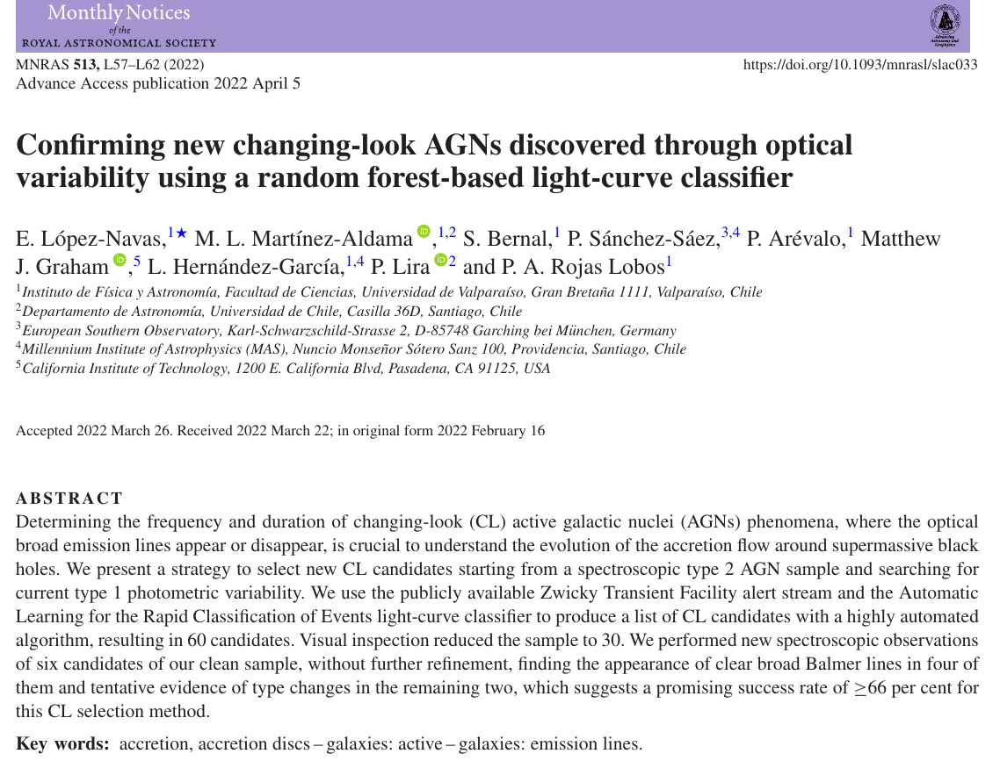 Monthly Notices
of the
ROYAL ASTRONOMICAL SOCIETY
Advancing
Astronomy and
Geophysics
MNRAS 513, L57–L62 (2022) https://doi.org/10.1093/mnrasl/slac033
Advance Access publication 2022 April 5
Confirming new changing-look AGNs discovered through optical
variability using a random forest-based light-curve classifier
E. López-Navas,1★ M. L. Martínez-Aldama iD,1,2 S. Bernal,1 P. Sánchez-Sáez,3,4 P. Arévalo,1 Matthew
J. Graham iD,5 L. Hernández-García,1,4 P. Lira iD2 and P. A. Rojas Lobos1
1Instituto de Física y Astronomía, Facultad de Ciencias, Universidad de Valparaíso, Gran Bretaña 1111, Valparaíso, Chile
2Departamento de Astronomía, Universidad de Chile, Casilla 36D, Santiago, Chile
3European Southern Observatory, Karl-Schwarzschild-Strasse 2, D-85748 Garching bei München, Germany
4Millennium Institute of Astrophysics (MAS), Nuncio Monseñor Sótero Sanz 100, Providencia, Santiago, Chile
5California Institute of Technology, 1200 E. California Blvd, Pasadena, CA 91125, USA
Accepted 2022 March 26. Received 2022 March 22; in original form 2022 February 16
ABSTRACT
Determining the frequency and duration of changing-look (CL) active galactic nuclei (AGNs) phenomena, where the optical
broad emission lines appear or disappear, is crucial to understand the evolution of the accretion flow around supermassive black
holes. We present a strategy to select new CL candidates starting from a spectroscopic type 2 AGN sample and searching for
current type 1 photometric variability. We use the publicly available Zwicky Transient Facility alert stream and the Automatic
Learning for the Rapid Classification of Events light-curve classifier to produce a list of CL candidates with a highly automated
algorithm, resulting in 60 candidates. Visual inspection reduced the sample to 30. We performed new spectroscopic observations
of six candidates of our clean sample, without further refinement, finding the appearance of clear broad Balmer lines in four of
them and tentative evidence of type changes in the remaining two, which suggests a promising success rate of ≥66 per cent for
this CL selection method.
Key words: accretion, accretion discs – galaxies: active – galaxies: emission lines.